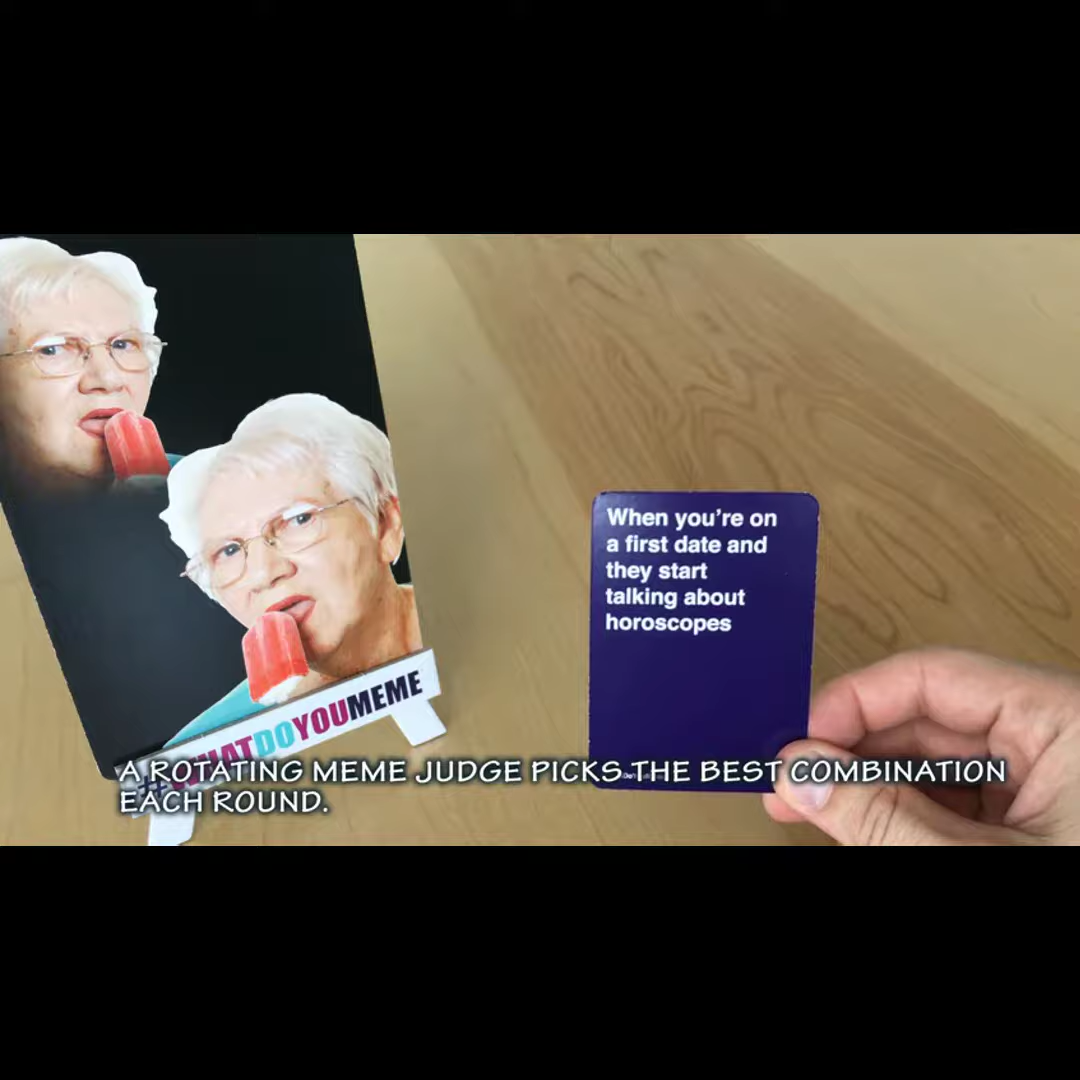 When you're on
a first date and
they start
talking about
horoscopes
#WHATDOYOUMEME
A ROTATING MEME JUDGE PICKS THE BEST COMBINATION
EACH ROUND.